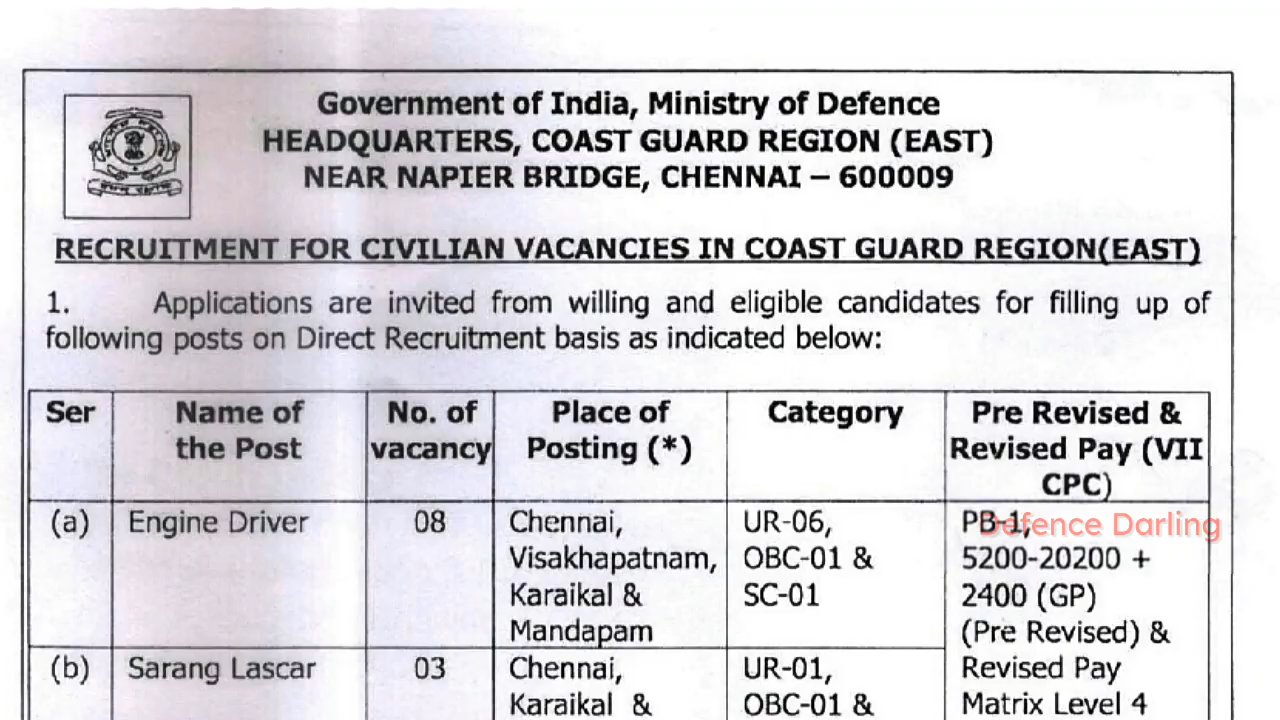 Government of India, Ministry of Defence
HEADQUARTERS, COAST GUARD REGION (EAST)
NEAR NAPIER BRIDGE, CHENNAI – 600009
RECRUITMENT FOR CIVILIAN VACANCIES IN COAST GUARD REGION(EAST)
1. Applications are invited from willing and eligible candidates for filling up of
following posts on Direct Recruitment basis as indicated below:
Ser
Name of
the Post
No. of
vacancy
Place of
Posting (*)
Category
Pre Revised &
Revised Pay (VII
CPC)
(a)
Engine Driver
08
Chennai,
Visakhapatnam,
Karaikal &
Mandapam
UR-06,
OBC-01 &
SC-01
PB-1,
5200-20200 +
2400 (GP)
(Pre Revised) &
Revised Pay
Matrix Level 4
Defence Darling
(b)
Sarang Lascar
03
Chennai,
Karaikal &
UR-01,
OBC-01 &